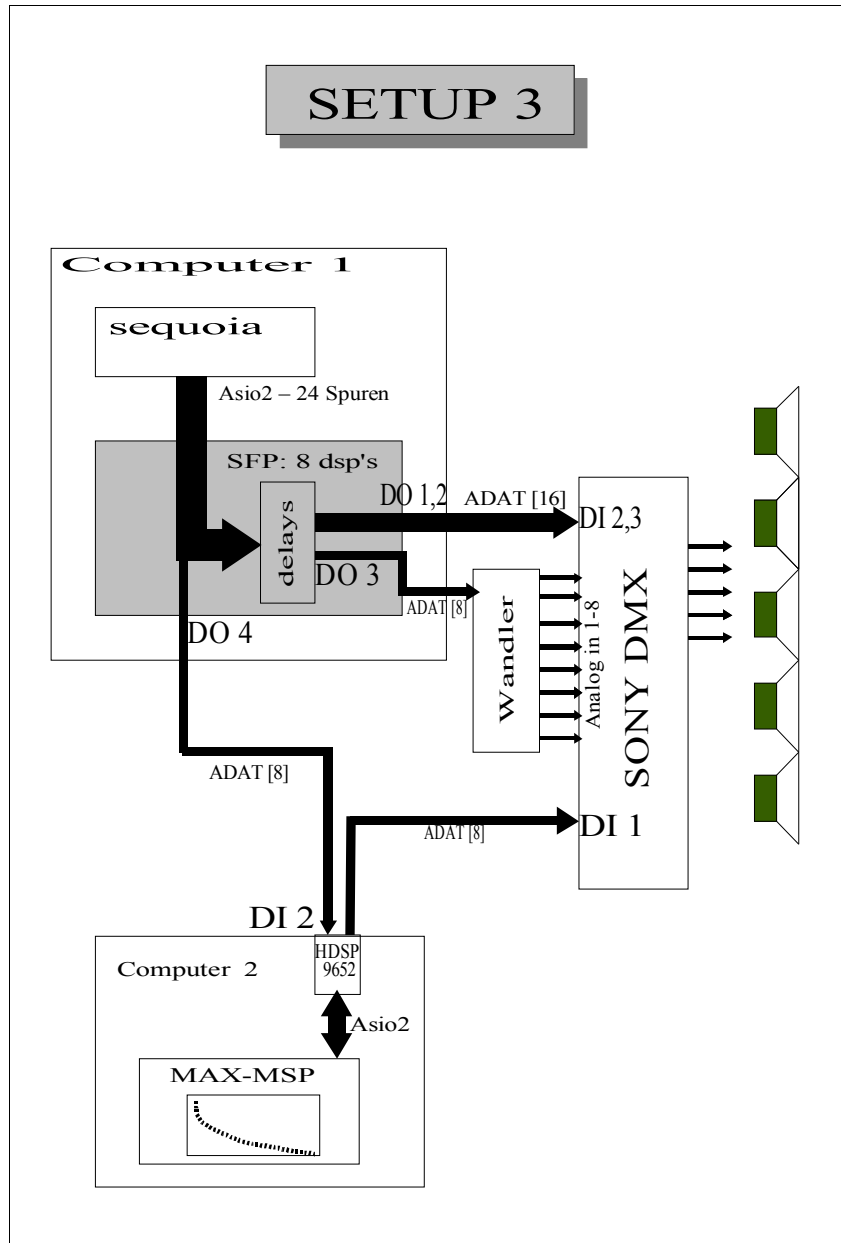 SETUP 3
Computer 1
sequoia
Asio2 – 24 Spuren
SFP: 8 dsp's
delays
DO 1,2
ADAT [16]
DI 2,3
DO 3
ADAT [8]
DO 4
Wandler
Analog in 1-8
SONY DMX
ADAT [8]
ADAT [8]
DI 1
DI 2
HDSP
9652
Computer 2
Asio2
MAX-MSP